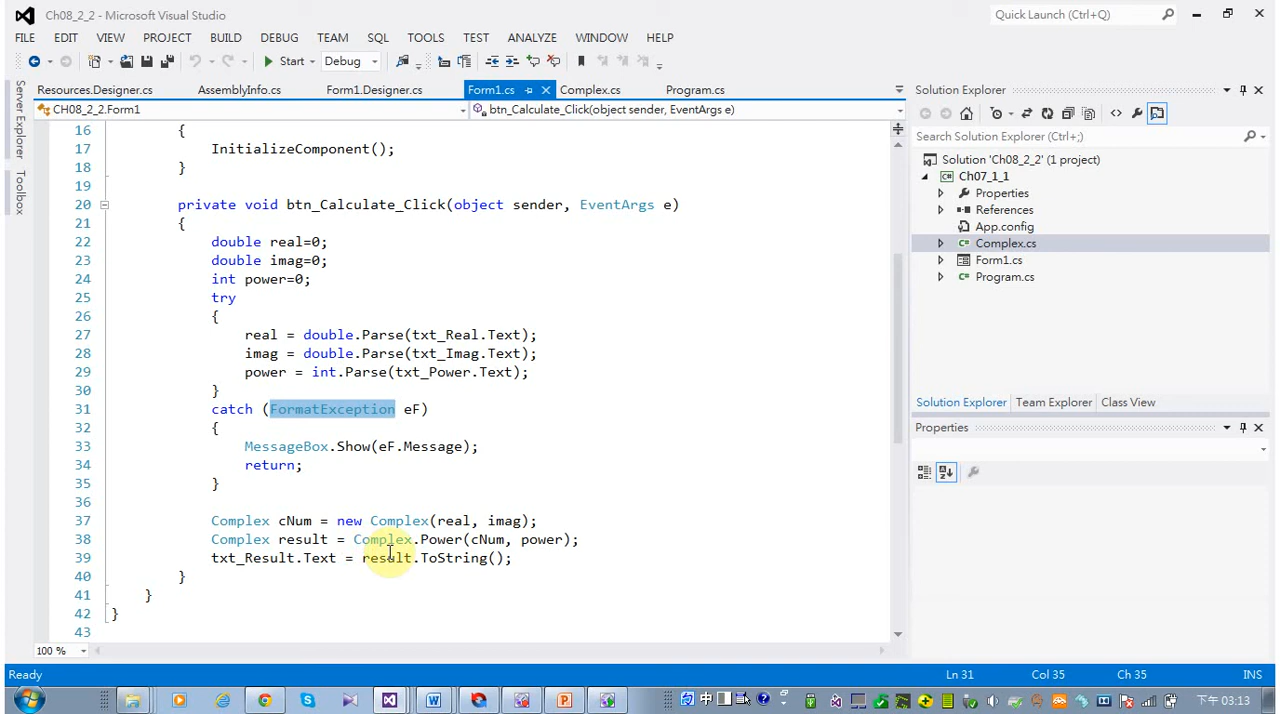 Ch08_2_2 - Microsoft Visual Studio
Quick Launch (Ctrl+Q)
FILE EDIT VIEW PROJECT BUILD DEBUG TEAM SQL TOOLS TEST ANALYZE WINDOW HELP
Start Debug
Resources.Designer.cs AssemblyInfo.cs Form1.Designer.cs Form1.cs Complex.cs Program.cs
CH08_2_2.Form1 btn_Calculate_Click(object sender, EventArgs e)
Server Explorer
Toolbox
16 {
17 InitializeComponent();
18 }
19
20 private void btn_Calculate_Click(object sender, EventArgs e)
21 {
22 double real=0;
23 double imag=0;
24 int power=0;
25 try
26 {
27 real = double.Parse(txt_Real.Text);
28 imag = double.Parse(txt_Imag.Text);
29 power = int.Parse(txt_Power.Text);
30 }
31 catch (FormatException eF)
32 {
33 MessageBox.Show(eF.Message);
34 return;
35 }
36
37 Complex cNum = new Complex(real, imag);
38 Complex result = Complex.Power(cNum, power);
39 txt_Result.Text = result.ToString();
40 }
41 }
42 }
43
100 %
Solution Explorer
Search Solution Explorer (Ctrl+;)
Solution 'Ch08_2_2' (1 project)
Ch07_1_1
Properties
References
App.config
Complex.cs
Form1.cs
Program.cs
Solution Explorer Team Explorer Class View
Properties
Ready Ln 31 Col 35 Ch 35 INS
中 下午 03:13